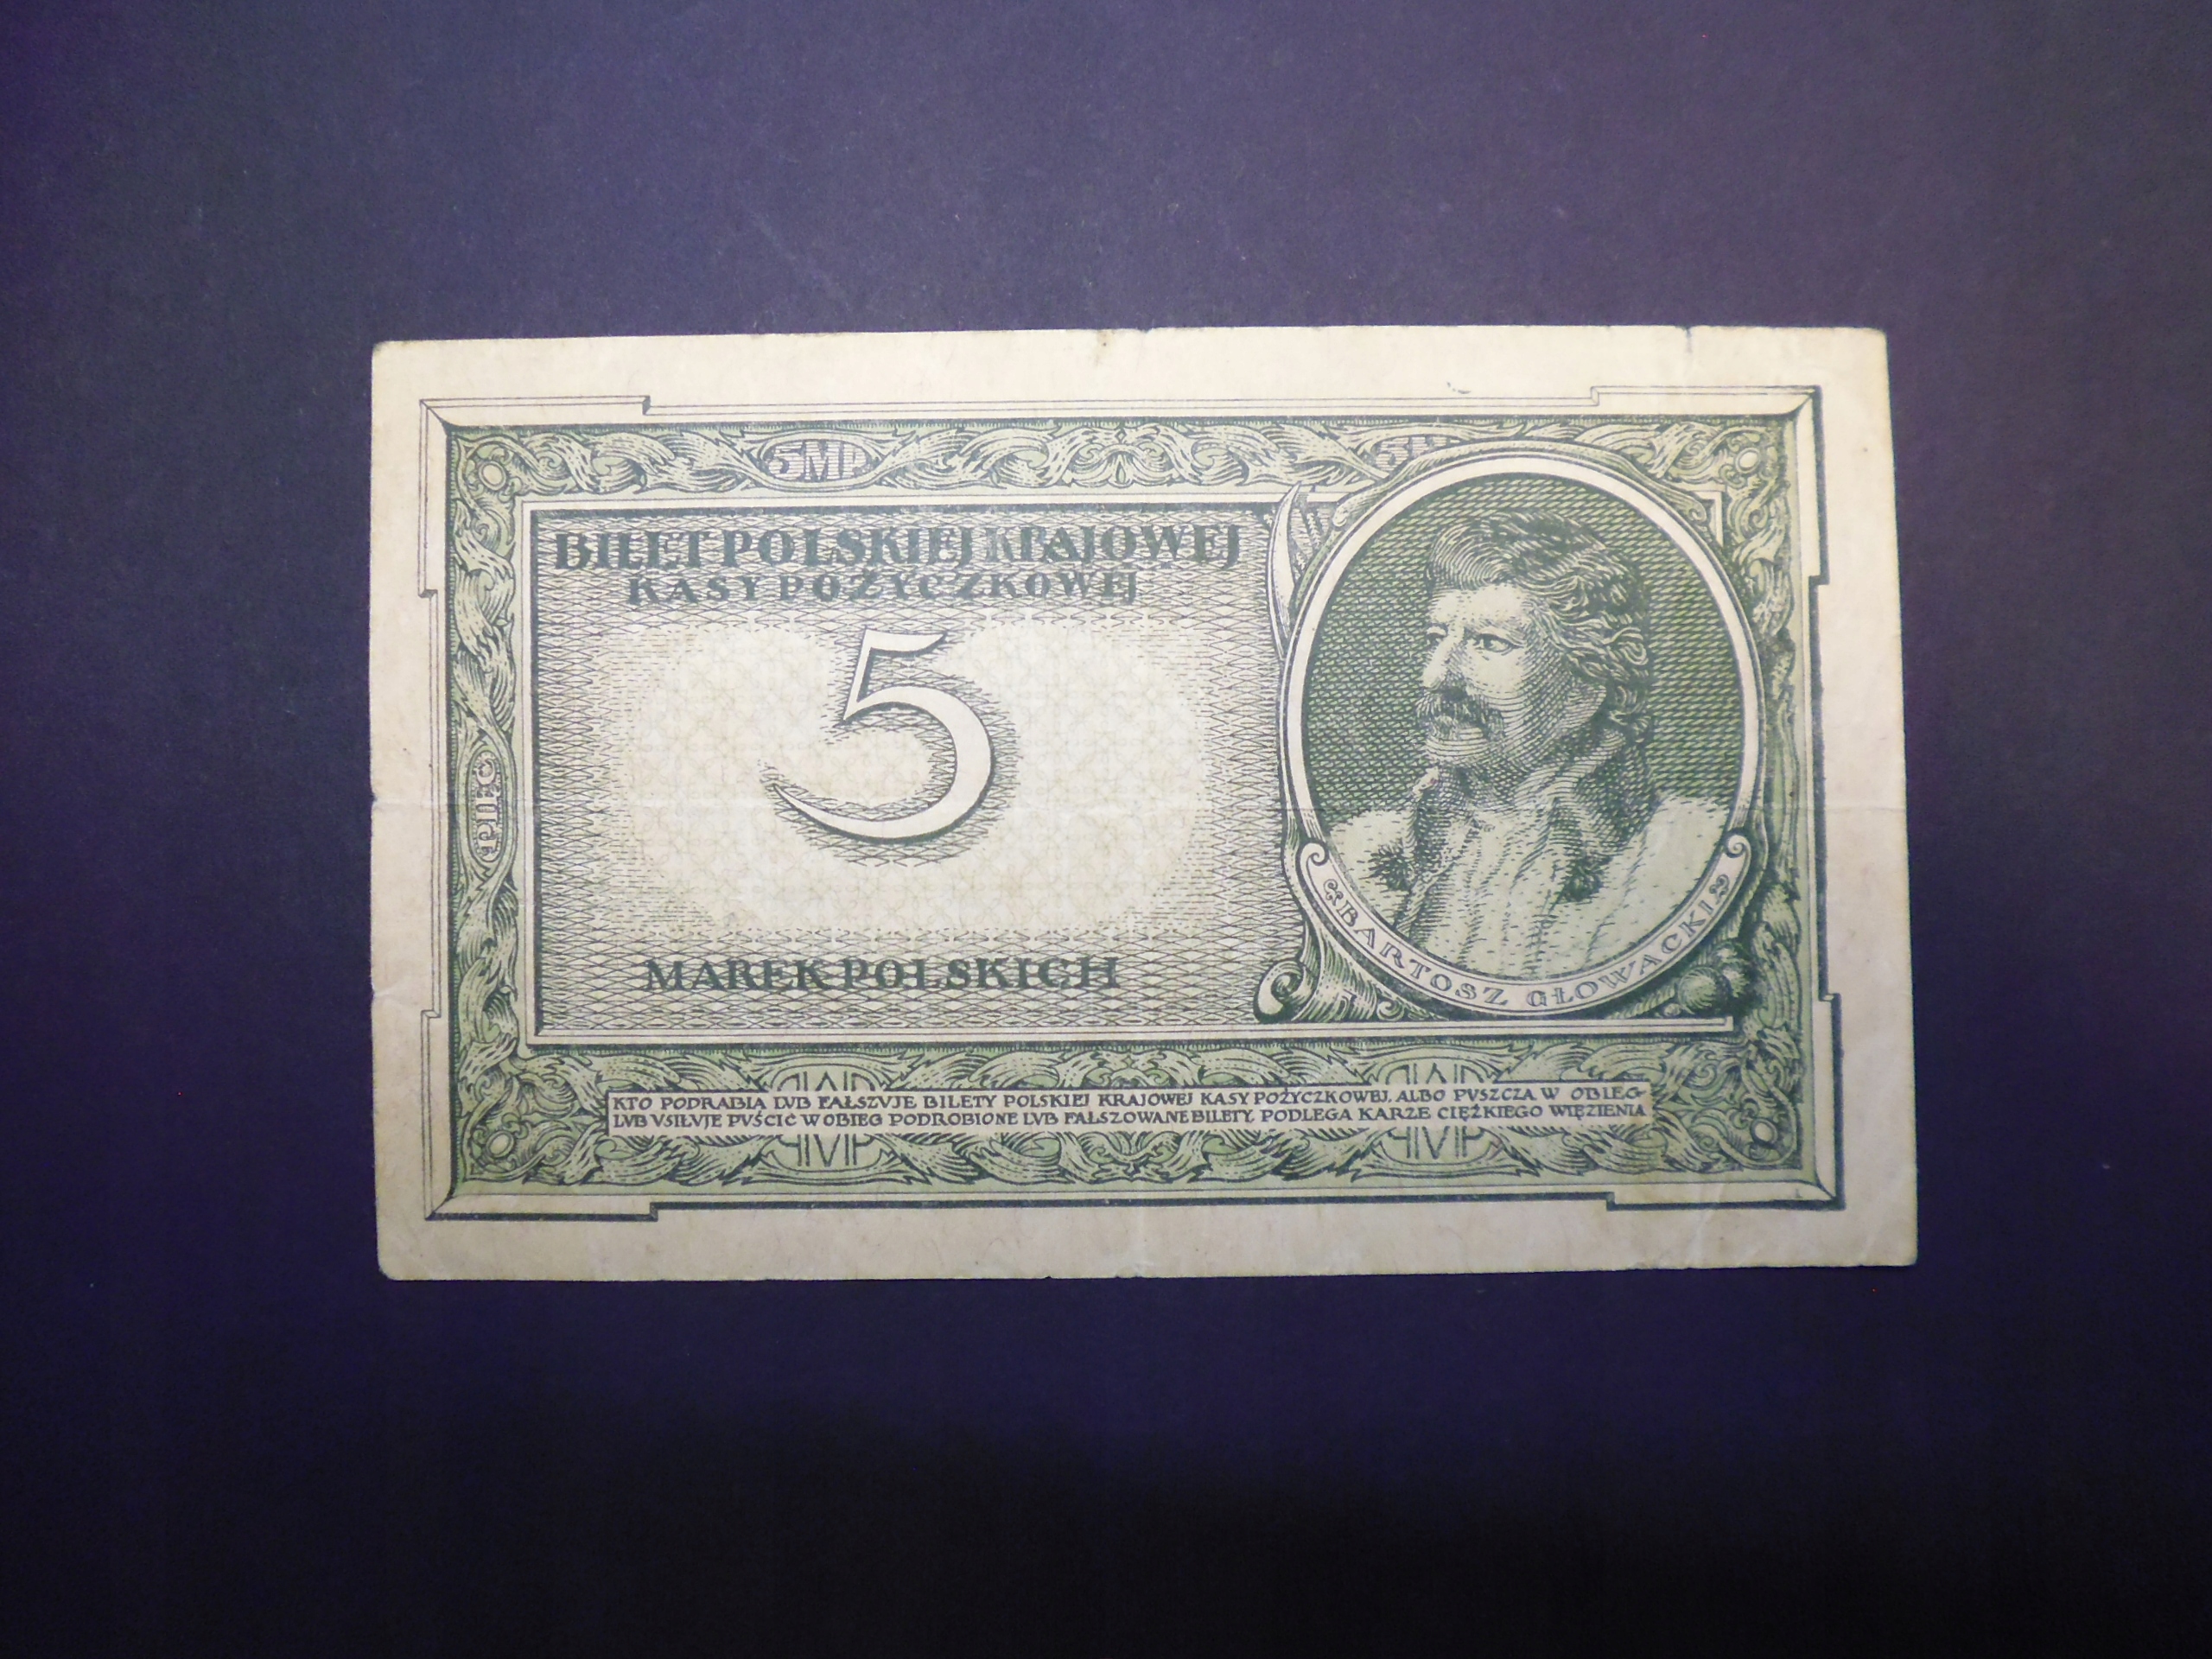 5MP
5M
BILET POLSKIEJ KRAJOWEJ
KASY POŻYCZKOWEJ
5
PIĘĆ
MAREK POLSKICH
BARTOSZ GŁOWACKI
KTO PODRABIA LVB FAŁSZVJE BILETY POLSKIEJ KRAJOWEJ KASY POŻYCZKOWEJ, ALBO PVSZCZA W OBIEG
LVB VSIŁVJE PVŚCIĆ W OBIEG PODROBIONE LVB FAŁSZOWANE BILETY, PODLEGA KARZE CIĘŻKIEGO WIĘZIENIA